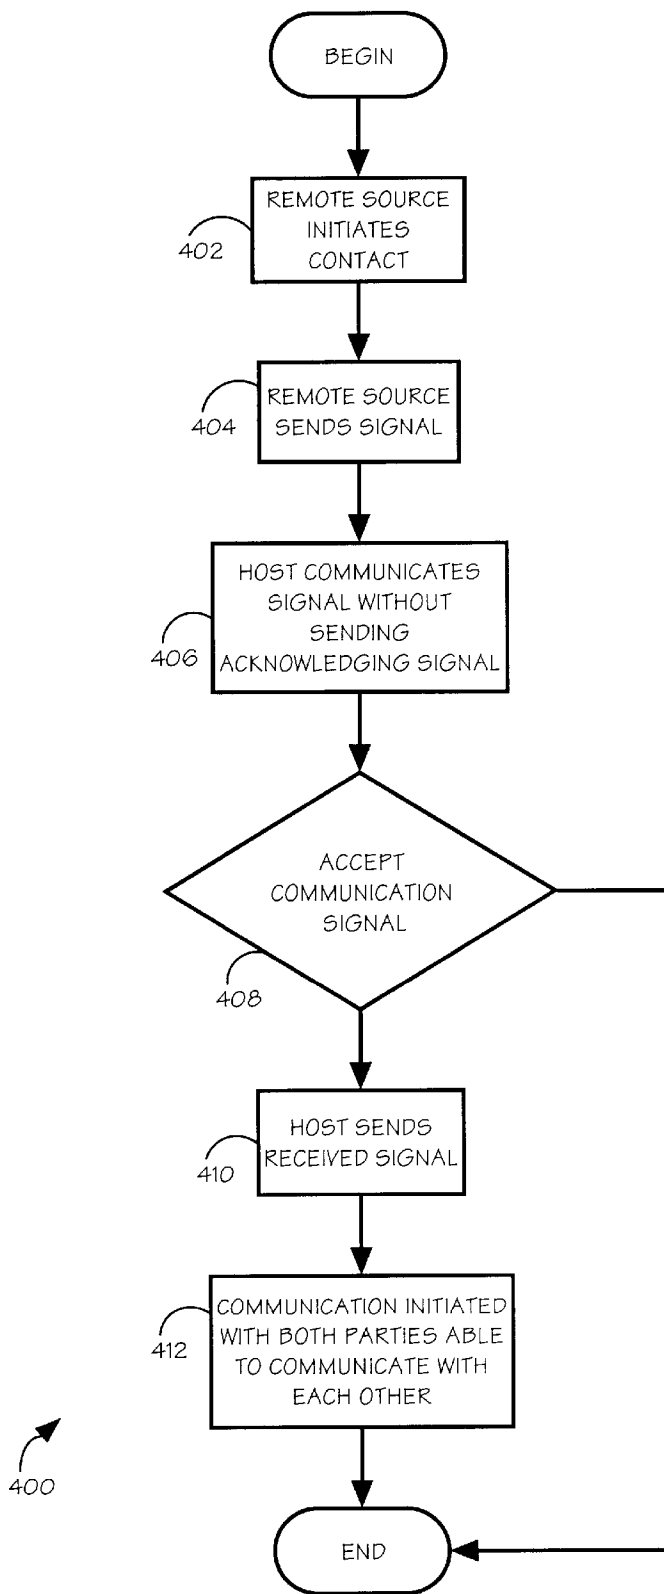 BEGIN
REMOTE SOURCE
INITIATES
CONTACT
402
REMOTE SOURCE
SENDS SIGNAL
404
HOST COMMUNICATES
SIGNAL WITHOUT
SENDING
ACKNOWLEDGING SIGNAL
406
ACCEPT
COMMUNICATION
SIGNAL
408
HOST SENDS
RECEIVED SIGNAL
410
COMMUNICATION INITIATED
WITH BOTH PARTIES ABLE
TO COMMUNICATE WITH
EACH OTHER
412
400
END